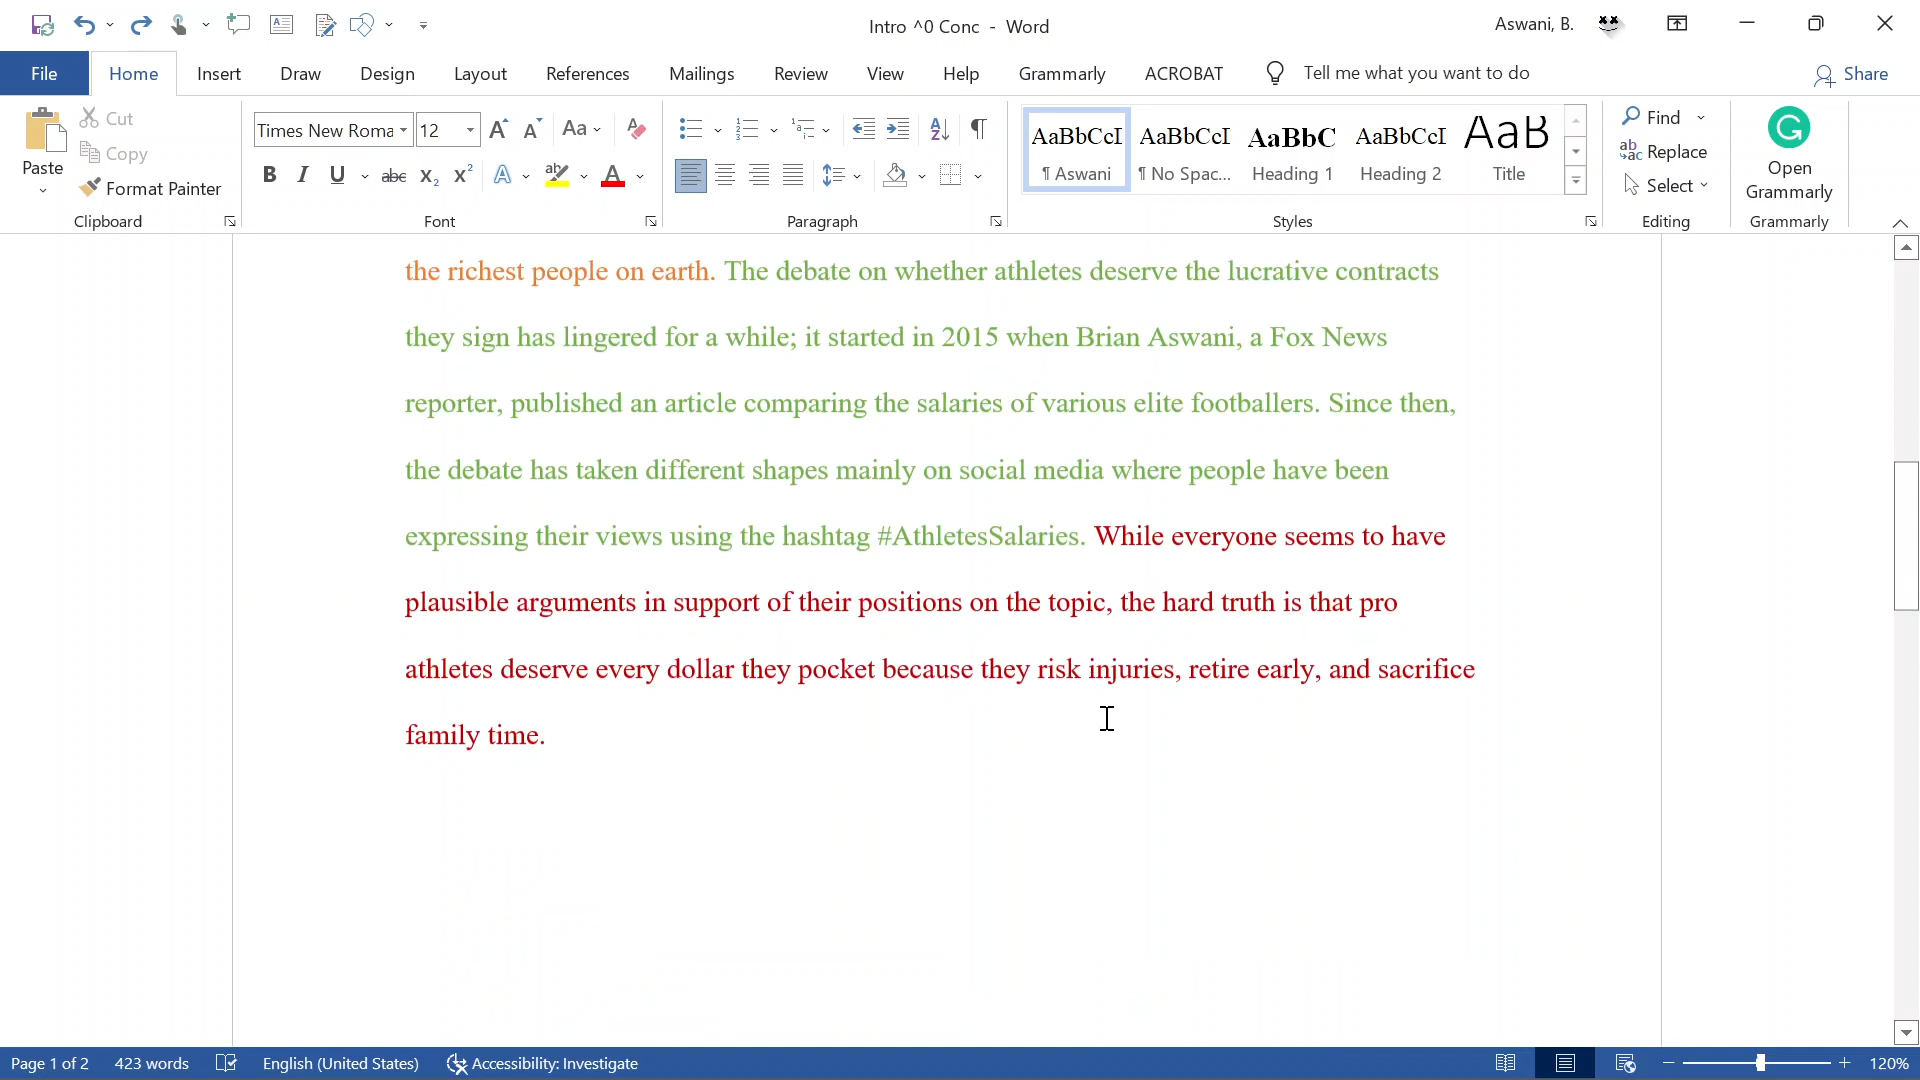 Intro ^0 Conc - Word
Aswani, B.
File Home Insert Draw Design Layout References Mailings Review View Help Grammarly ACROBAT Tell me what you want to do Share
Paste
Cut
Copy
Format Painter
Clipboard
Times New Roma 12
Aa
B I U abc X₂ X² A ab A
Font
Paragraph
AaBbCcI AaBbCcI AaBbC AaBbCcI AaB
¶ Aswani ¶ No Spac... Heading 1 Heading 2 Title
Styles
Find
Replace
Select
Editing
Open
Grammarly
Grammarly
the richest people on earth. The debate on whether athletes deserve the lucrative contracts
they sign has lingered for a while; it started in 2015 when Brian Aswani, a Fox News
reporter, published an article comparing the salaries of various elite footballers. Since then,
the debate has taken different shapes mainly on social media where people have been
expressing their views using the hashtag #AthletesSalaries. While everyone seems to have
plausible arguments in support of their positions on the topic, the hard truth is that pro
athletes deserve every dollar they pocket because they risk injuries, retire early, and sacrifice
family time.
Page 1 of 2 423 words English (United States) Accessibility: Investigate 120%